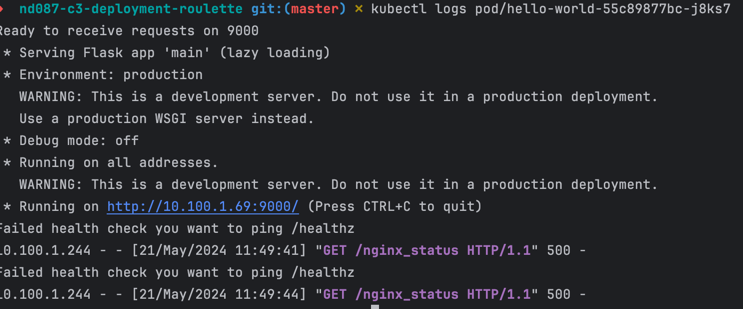 nd087-c3-deployment-roulette git:(master) × kubectl logs pod/hello-world-55c89877bc-j8ks7
Ready to receive requests on 9000
* Serving Flask app 'main' (lazy loading)
* Environment: production
WARNING: This is a development server. Do not use it in a production deployment.
Use a production WSGI server instead.
* Debug mode: off
* Running on all addresses.
WARNING: This is a development server. Do not use it in a production deployment.
* Running on http://10.100.1.69:9000/ (Press CTRL+C to quit)
Failed health check you want to ping /healthz
10.100.1.244 - - [21/May/2024 11:49:41] "GET /nginx_status HTTP/1.1" 500 -
Failed health check you want to ping /healthz
10.100.1.244 - - [21/May/2024 11:49:44] "GET /nginx_status HTTP/1.1" 500 -